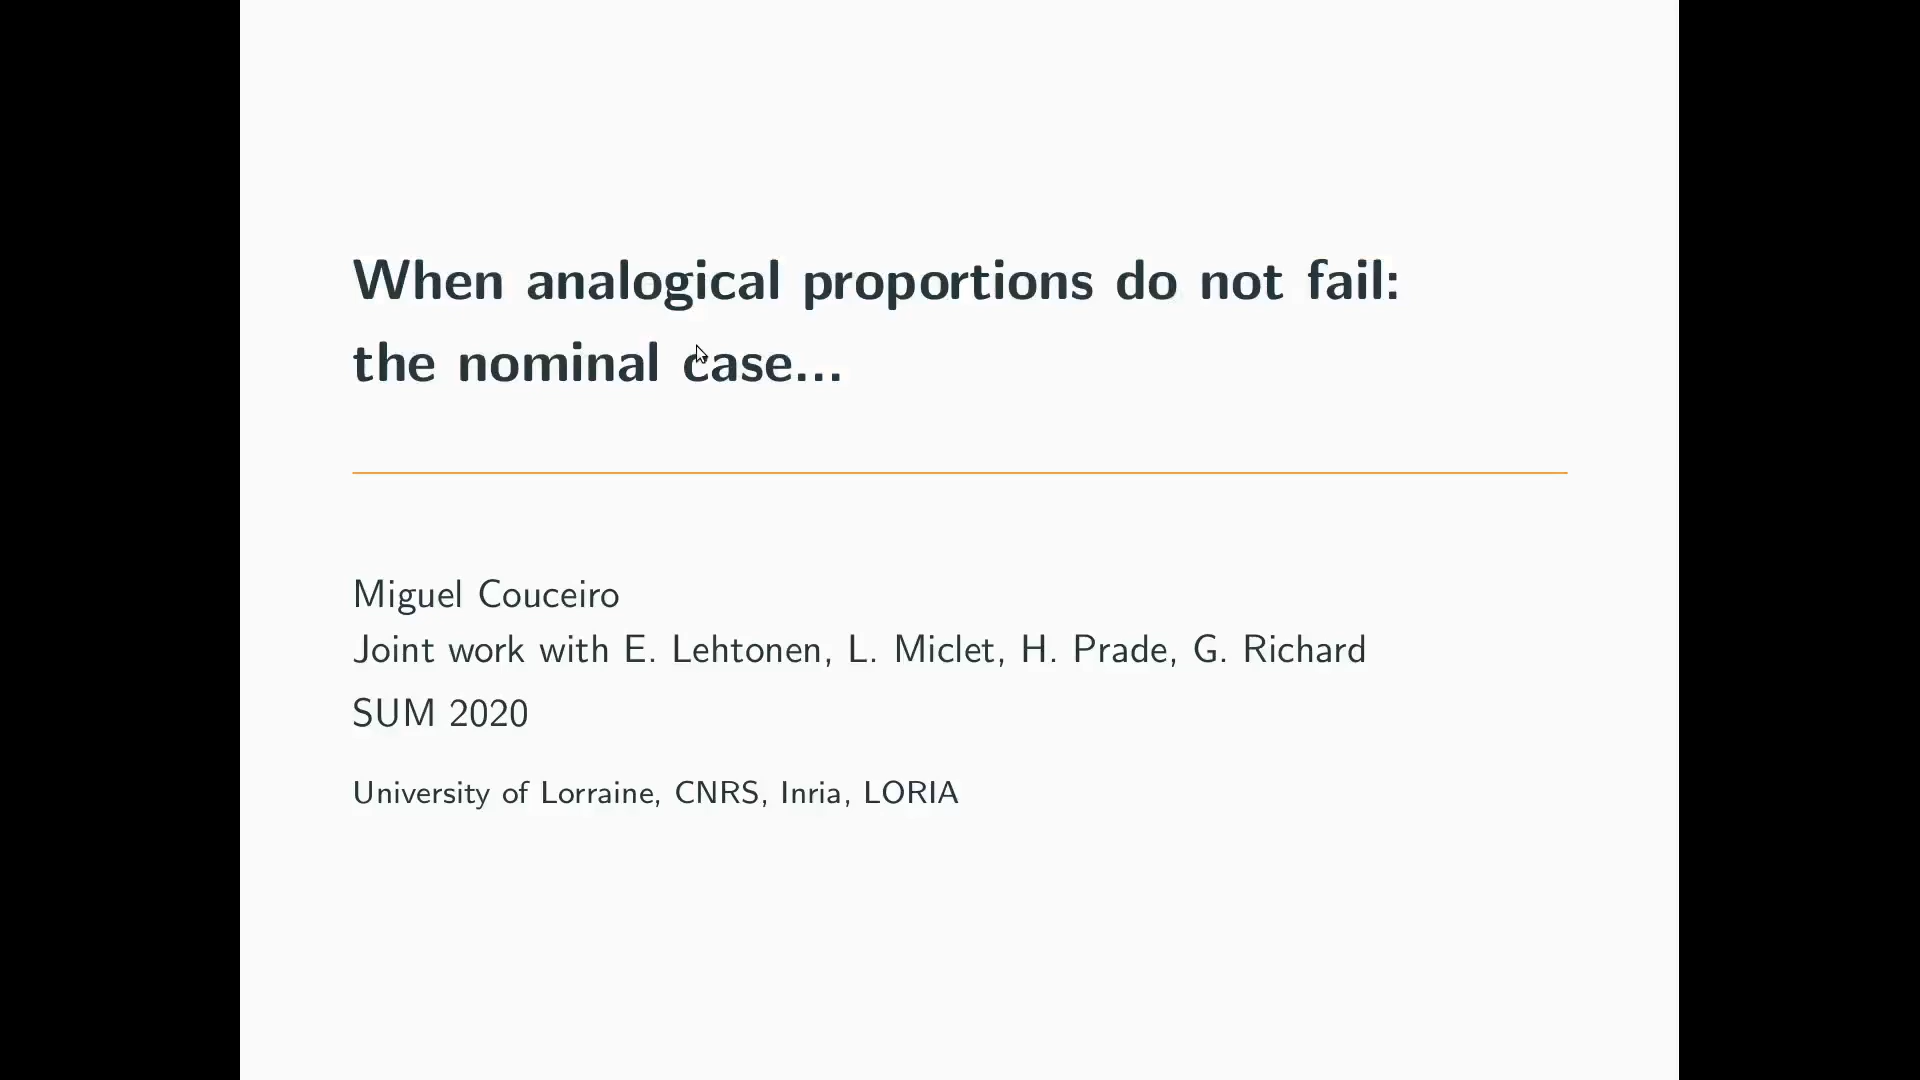 When analogical proportions do not fail:
the nominal case...
Miguel Couceiro
Joint work with E. Lehtonen, L. Miclet, H. Prade, G. Richard
SUM 2020
University of Lorraine, CNRS, Inria, LORIA